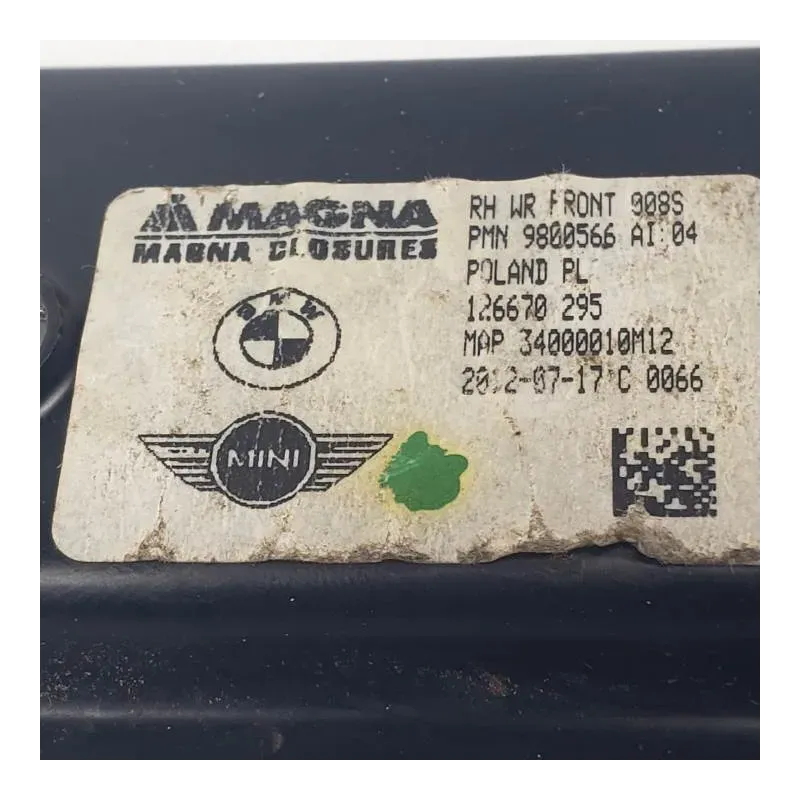 MAGNA
MAGNA CLOSURES
BMW
MINI
RH WR FRONT 908S
PMN 9800566 AI:04
POLAND PL
126670 295
MAP 34000010M12
2012-07-17 C 0066